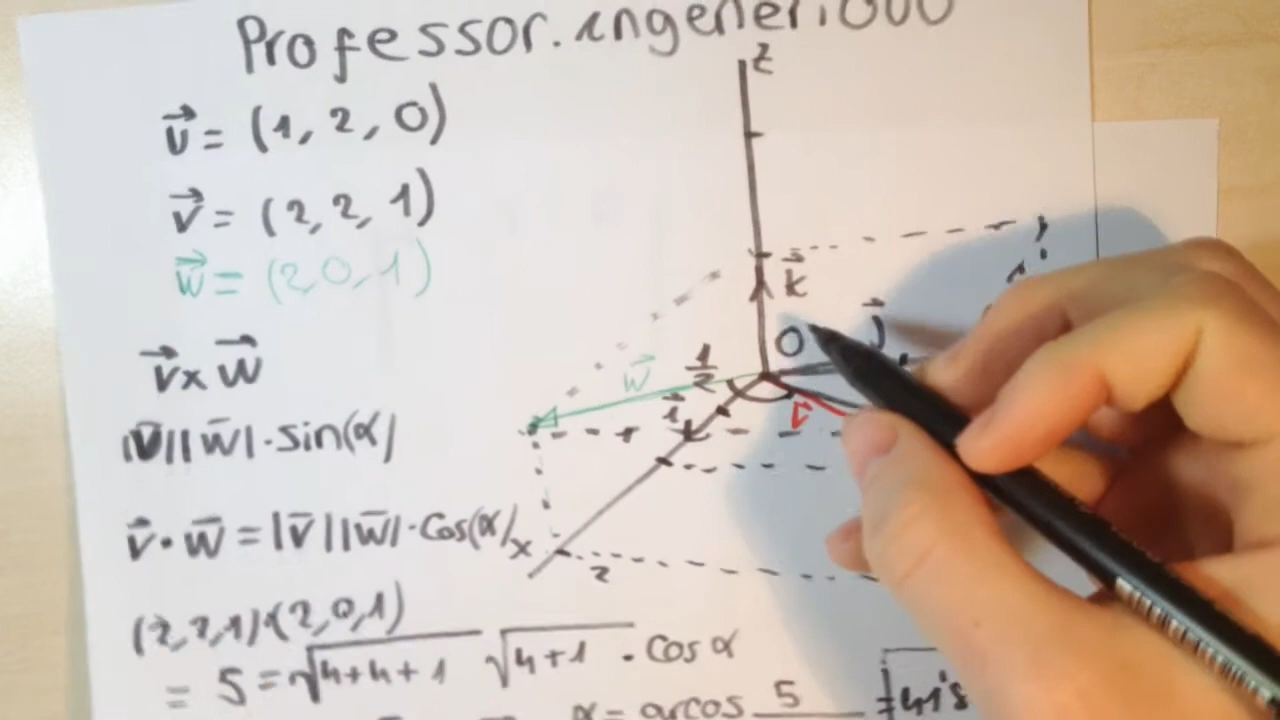 Professor.ingeneri000
z
u⃗ = (1, 2, 0)
v⃗ = (2, 2, 1)
w⃗ = (2, 0, 1)
k⃗
O
j⃗
1/2
w⃗
i⃗
v⃗
v⃗ x w⃗
|v̄||w̄|·sin(α)
v̄·w̄ = |v̄||w̄|·cos(α)
x
2
(2,2,1)·(2,0,1)
= 5 = √4+4+1 √4+1 · cos α
α = arcos 5